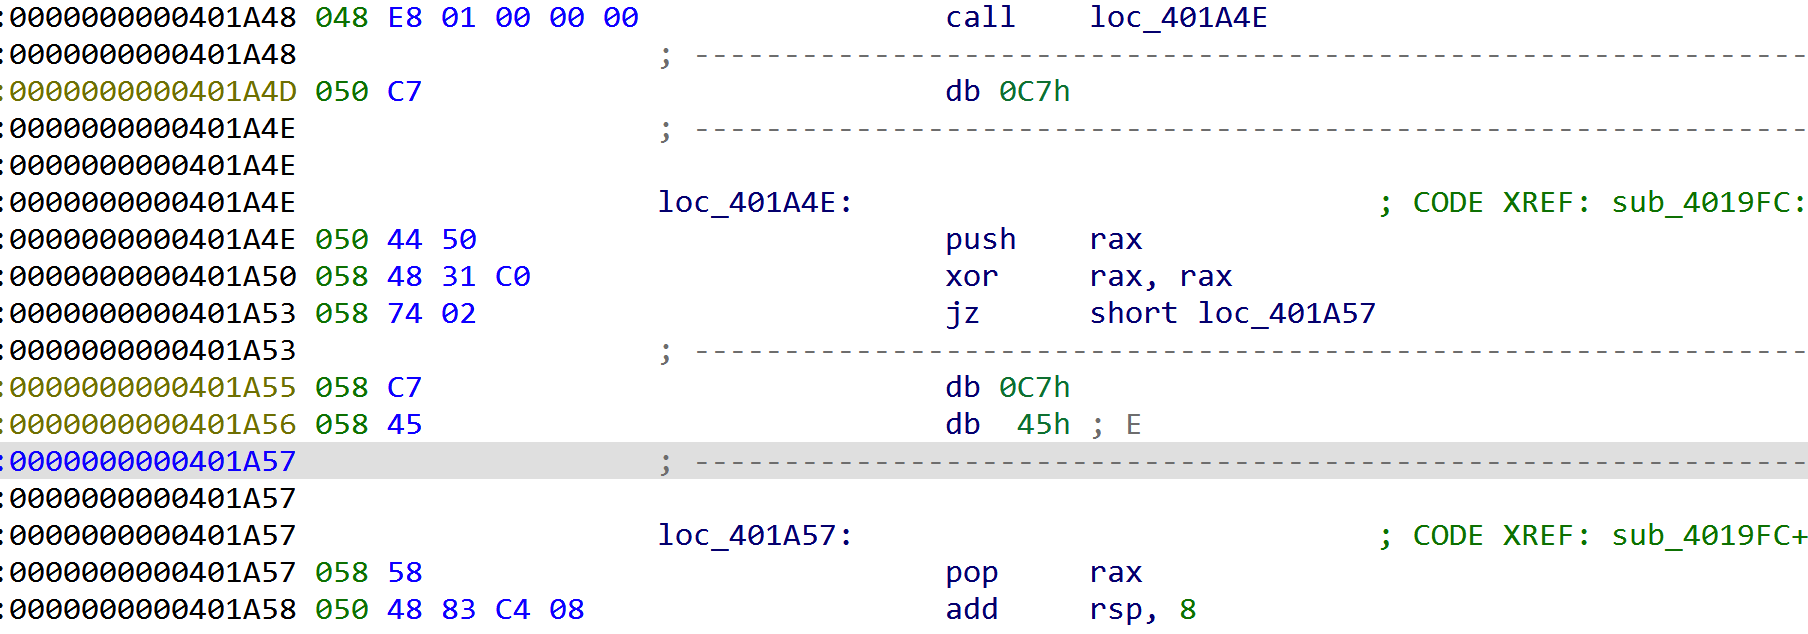 :0000000000401A48 048 E8 01 00 00 00 call loc_401A4E
:0000000000401A48 ; --------------------------------------------------------------
:0000000000401A4D 050 C7 db 0C7h
:0000000000401A4E ; --------------------------------------------------------------
:0000000000401A4E
:0000000000401A4E loc_401A4E: ; CODE XREF: sub_4019FC:
:0000000000401A4E 050 44 50 push rax
:0000000000401A50 058 48 31 C0 xor rax, rax
:0000000000401A53 058 74 02 jz short loc_401A57
:0000000000401A53 ; --------------------------------------------------------------
:0000000000401A55 058 C7 db 0C7h
:0000000000401A56 058 45 db 45h ; E
:0000000000401A57 ; --------------------------------------------------------------
:0000000000401A57
:0000000000401A57 loc_401A57: ; CODE XREF: sub_4019FC+
:0000000000401A57 058 58 pop rax
:0000000000401A58 050 48 83 C4 08 add rsp, 8